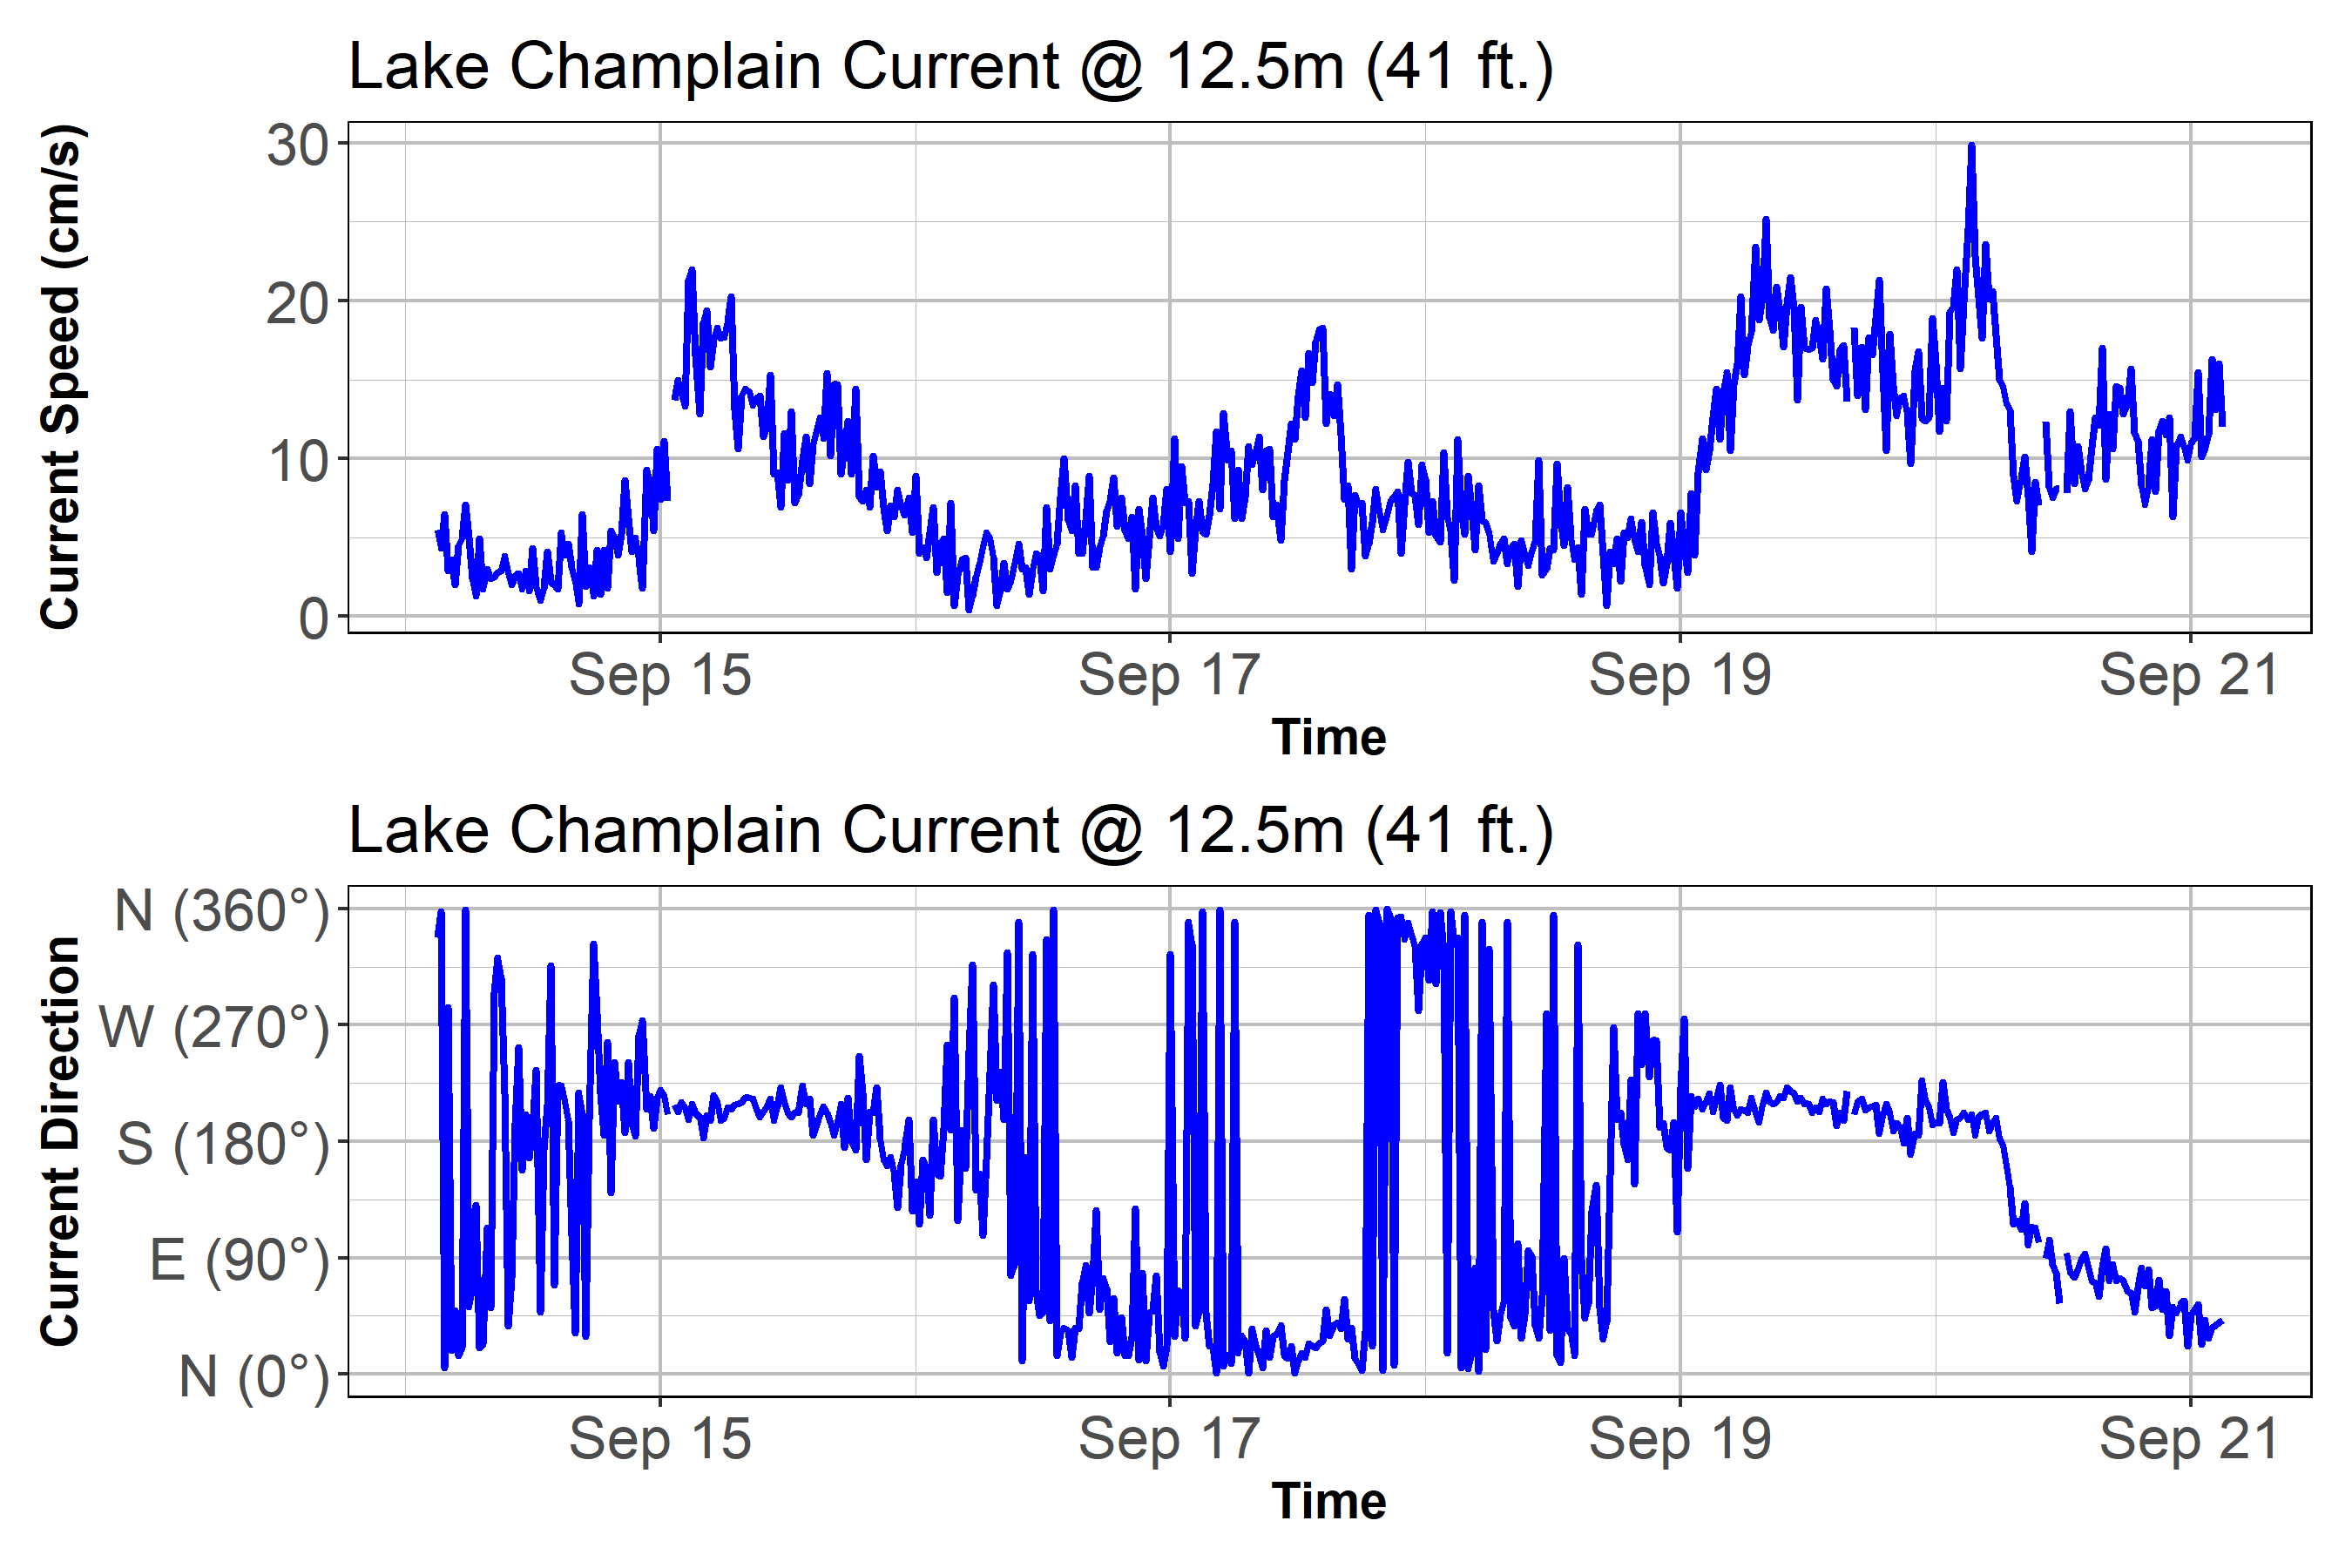 Lake Champlain Current @ 12.5m (41 ft.)
Current Speed (cm/s)
30
20
10
0
Sep 15 Sep 17 Sep 19 Sep 21
Time
Lake Champlain Current @ 12.5m (41 ft.)
Current Direction
N (360°)
W (270°)
S (180°)
E (90°)
N (0°)
Sep 15 Sep 17 Sep 19 Sep 21
Time